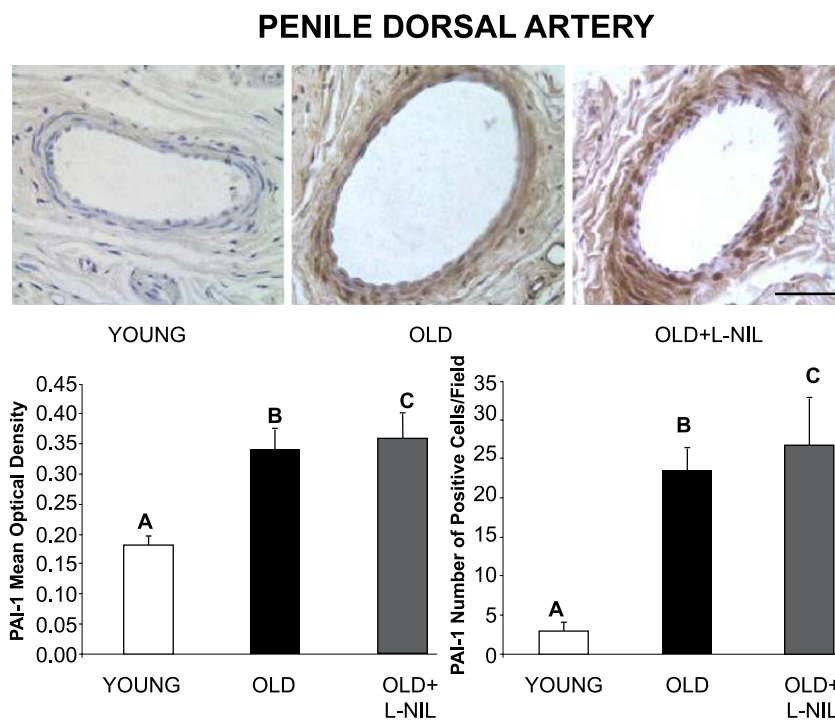 PENILE DORSAL ARTERY
YOUNG
OLD
OLD+L-NIL
PAI-1 Mean Optical Density
0.45
0.40
0.35
0.30
0.25
0.20
0.15
0.10
0.05
0.00
A
B
C
YOUNG
OLD
OLD+
L-NIL
PAI-1 Number of Positive Cells/Field
35
30
25
20
15
10
5
0
A
B
C
YOUNG
OLD
OLD+
L-NIL